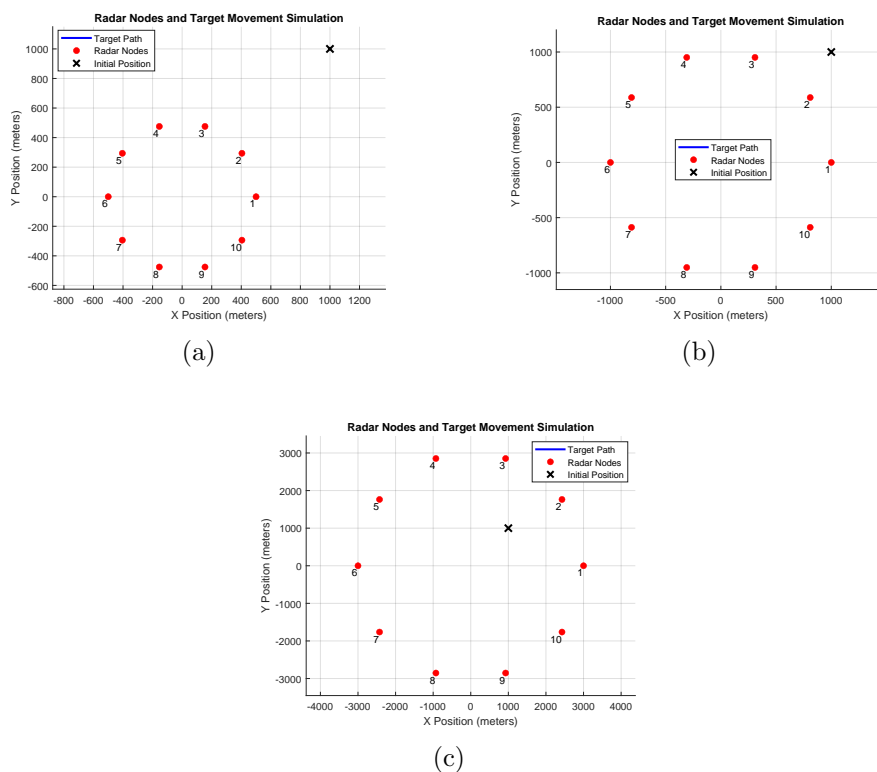 Radar Nodes and Target Movement Simulation
Target Path
Radar Nodes
Initial Position
Y Position (meters)
1000
800
600
400
200
0
-200
-400
-600
4
3
5
2
6
1
7
10
8
9
-800 -600 -400 -200 0 200 400 600 800 1000 1200
X Position (meters)
(a)
Radar Nodes and Target Movement Simulation
Target Path
Radar Nodes
Initial Position
Y Position (meters)
1000
500
0
-500
-1000
4
3
5
2
6
1
7
10
8
9
-1000 -500 0 500 1000
X Position (meters)
(b)
Radar Nodes and Target Movement Simulation
Target Path
Radar Nodes
Initial Position
Y Position (meters)
3000
2000
1000
0
-1000
-2000
-3000
4
3
5
2
6
1
7
10
8
9
-4000 -3000 -2000 -1000 0 1000 2000 3000 4000
X Position (meters)
(c)